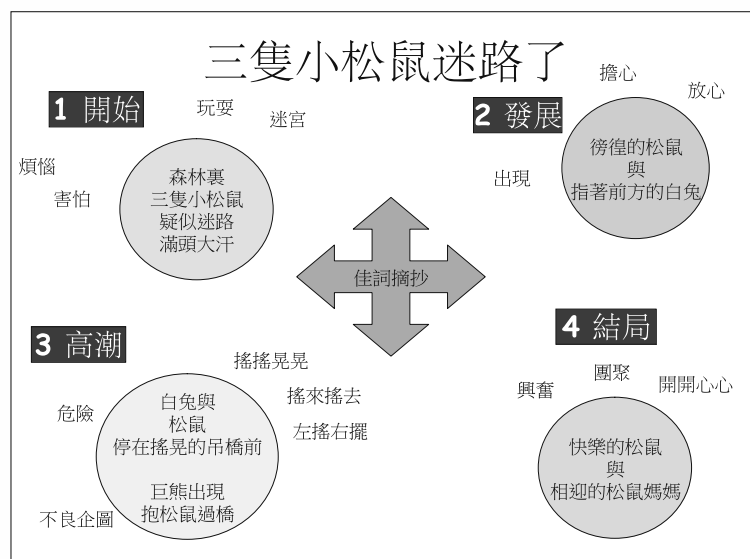 三隻小松鼠迷路了
1 開始
玩耍
迷宮
煩惱
害怕
森林裏
三隻小松鼠
疑似迷路
滿頭大汗
2 發展
擔心
放心
出現
徬徨的松鼠
與
指著前方的白兔
佳詞摘抄
3 高潮
搖搖晃晃
搖來搖去
左搖右擺
危險
不良企圖
白兔與
松鼠
停在搖晃的吊橋前
巨熊出現
抱松鼠過橋
4 結局
興奮
團聚
開開心心
快樂的松鼠
與
相迎的松鼠媽媽